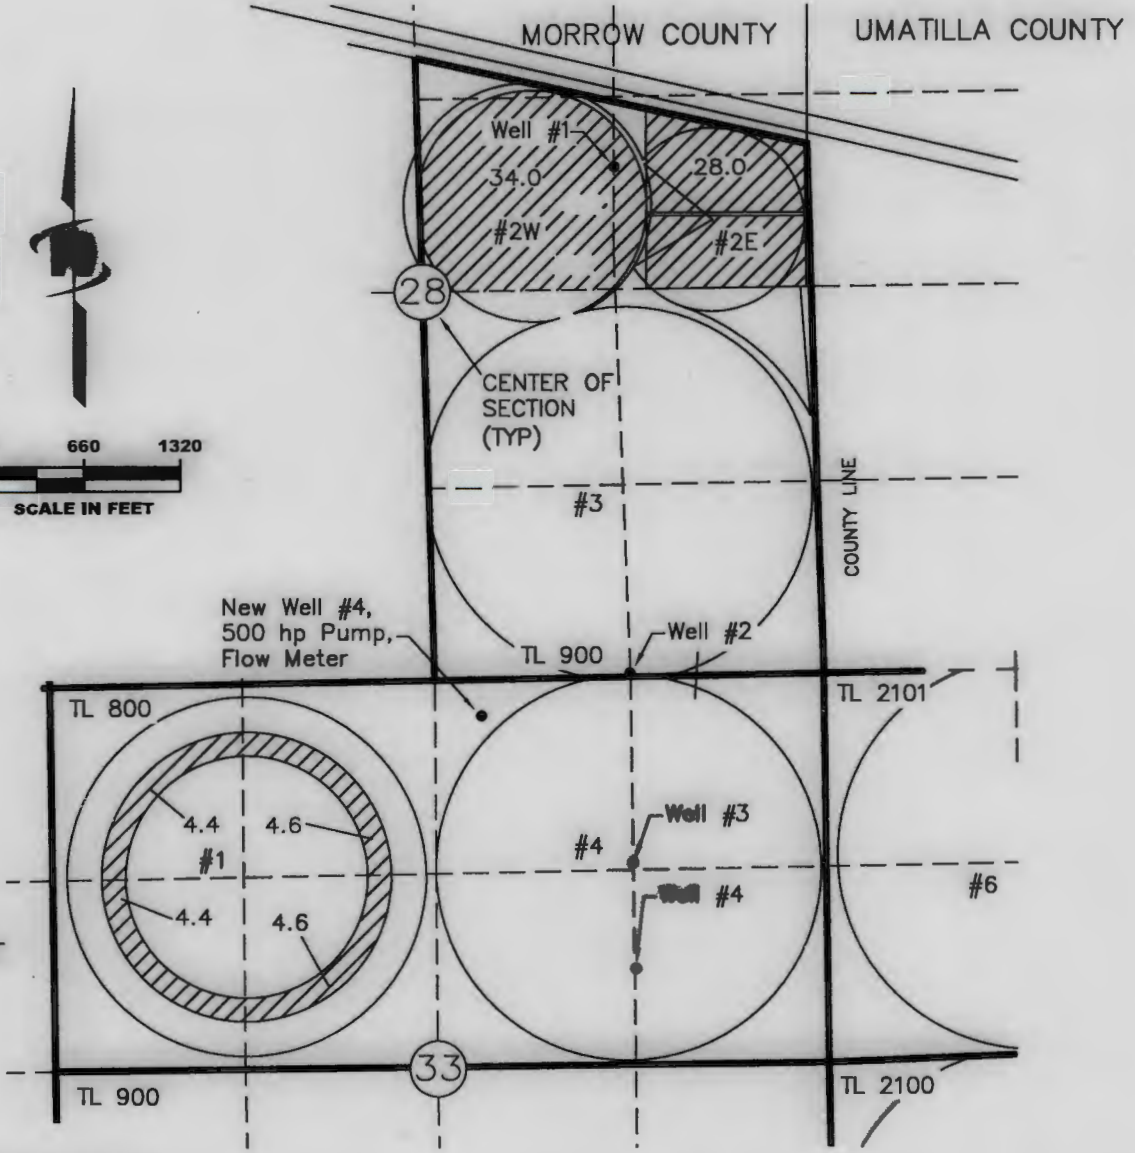 MORROW COUNTY
UMATILLA COUNTY
Well #1
34.0
28.0
#2W
#2E
28
CENTER OF
SECTION
(TYP)
660 1320
SCALE IN FEET
#3
COUNTY LINE
New Well #4,
500 hp Pump,
Flow Meter
Well #2
TL 900
TL 800
TL 2101
4.4
4.6
Well #3
#1
#4
#6
Well #4
4.4
4.6
33
TL 900
TL 2100